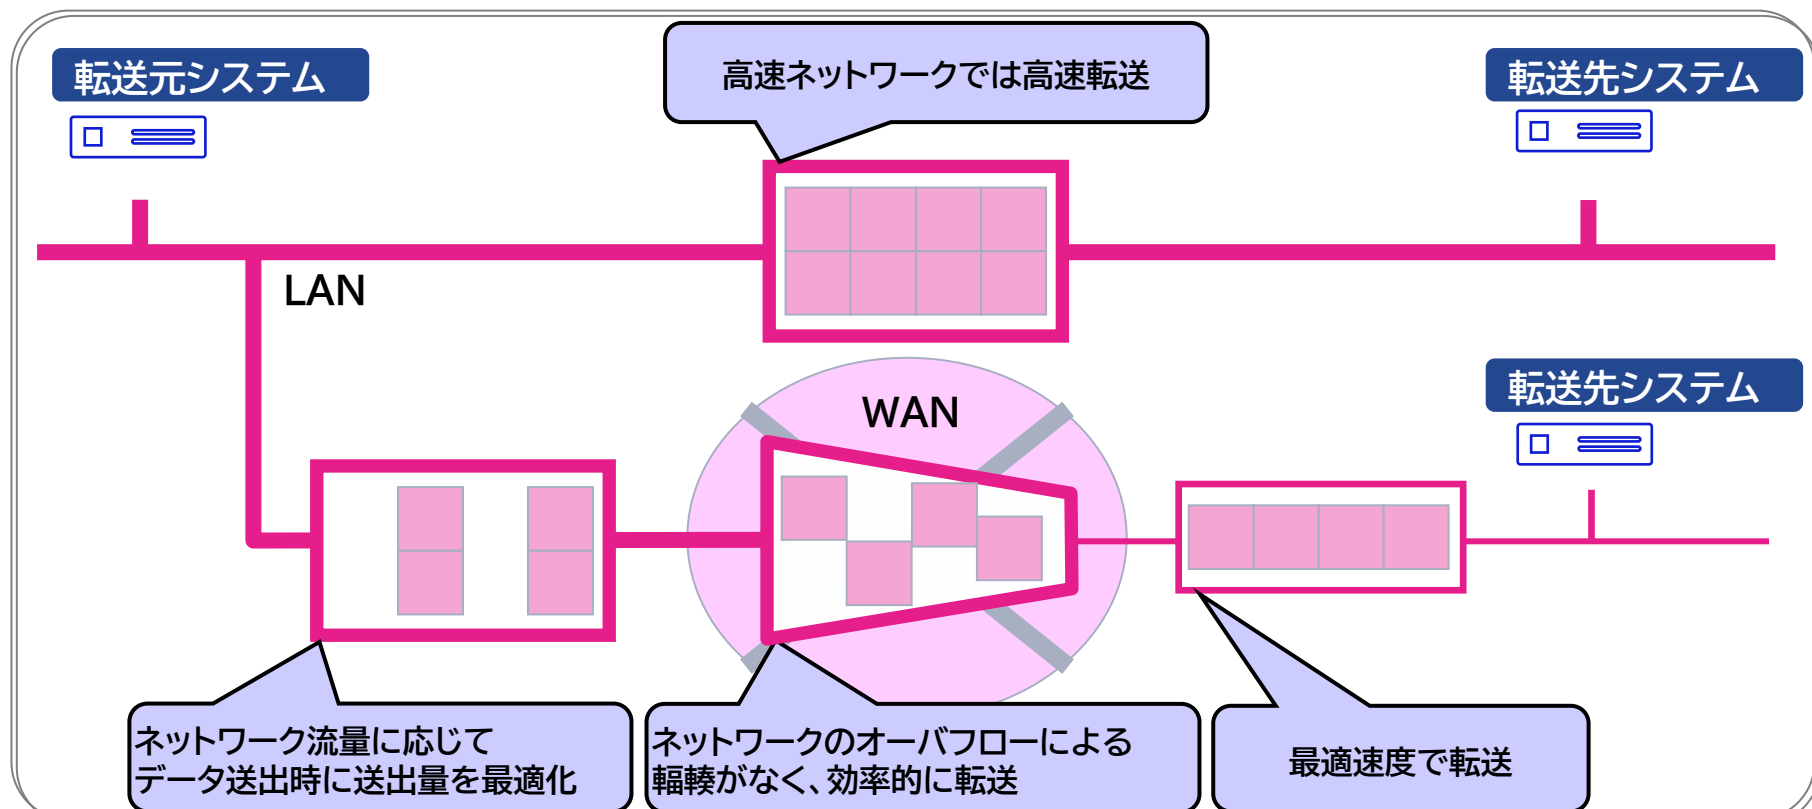 転送元システム
高速ネットワークでは高速転送
転送先システム
LAN
WAN
転送先システム
ネットワーク流量に応じて
データ送出時に送出量を最適化
ネットワークのオーバフローによる
輻輳がなく、効率的に転送
最適速度で転送